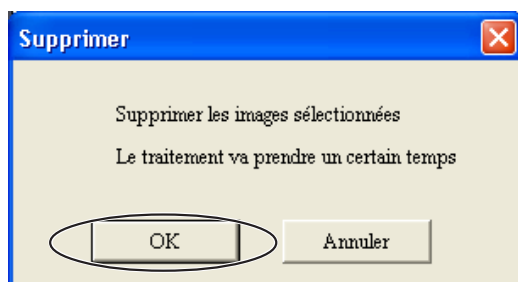 Supprimer
Supprimer les images sélectionnées
Le traitement va prendre un certain temps
OK
Annuler